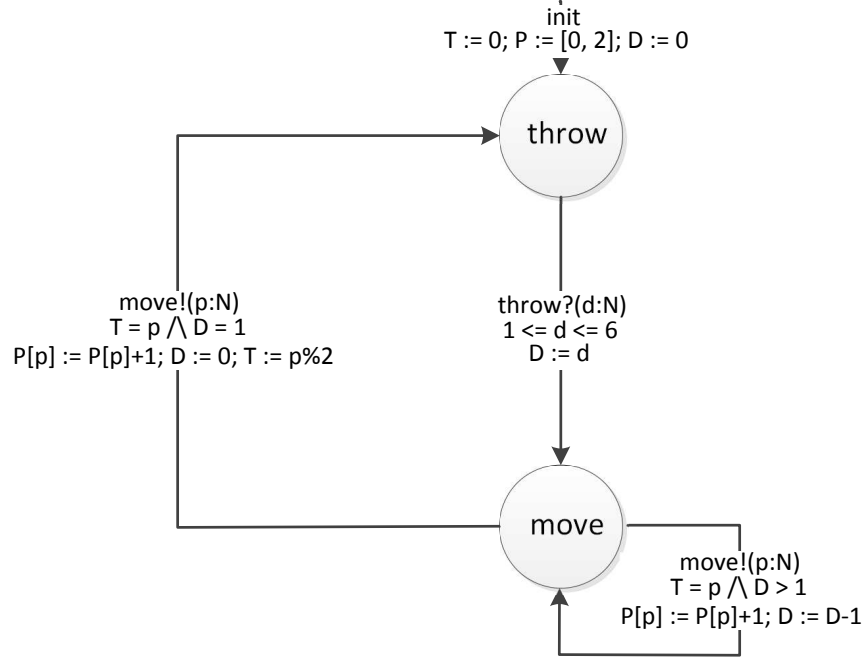 init
T := 0; P := [0, 2]; D := 0
throw
move!(p:N)
T = p /\ D = 1
P[p] := P[p]+1; D := 0; T := p%2
throw?(d:N)
1 <= d <= 6
D := d
move
move!(p:N)
T = p /\ D > 1
P[p] := P[p]+1; D := D-1